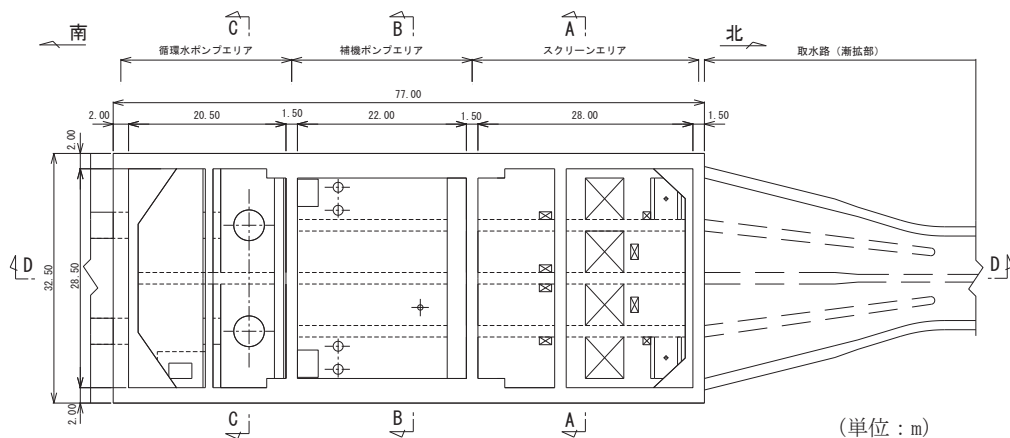 C B A
南 北
循環水ポンプエリア 補機ポンプエリア スクリーンエリア 取水路（漸拡部）
77.00
2.00 20.50 1.50 22.00 1.50 28.00 1.50
2.00
32.50
28.50
2.00
D D
C B A
(単位：m)